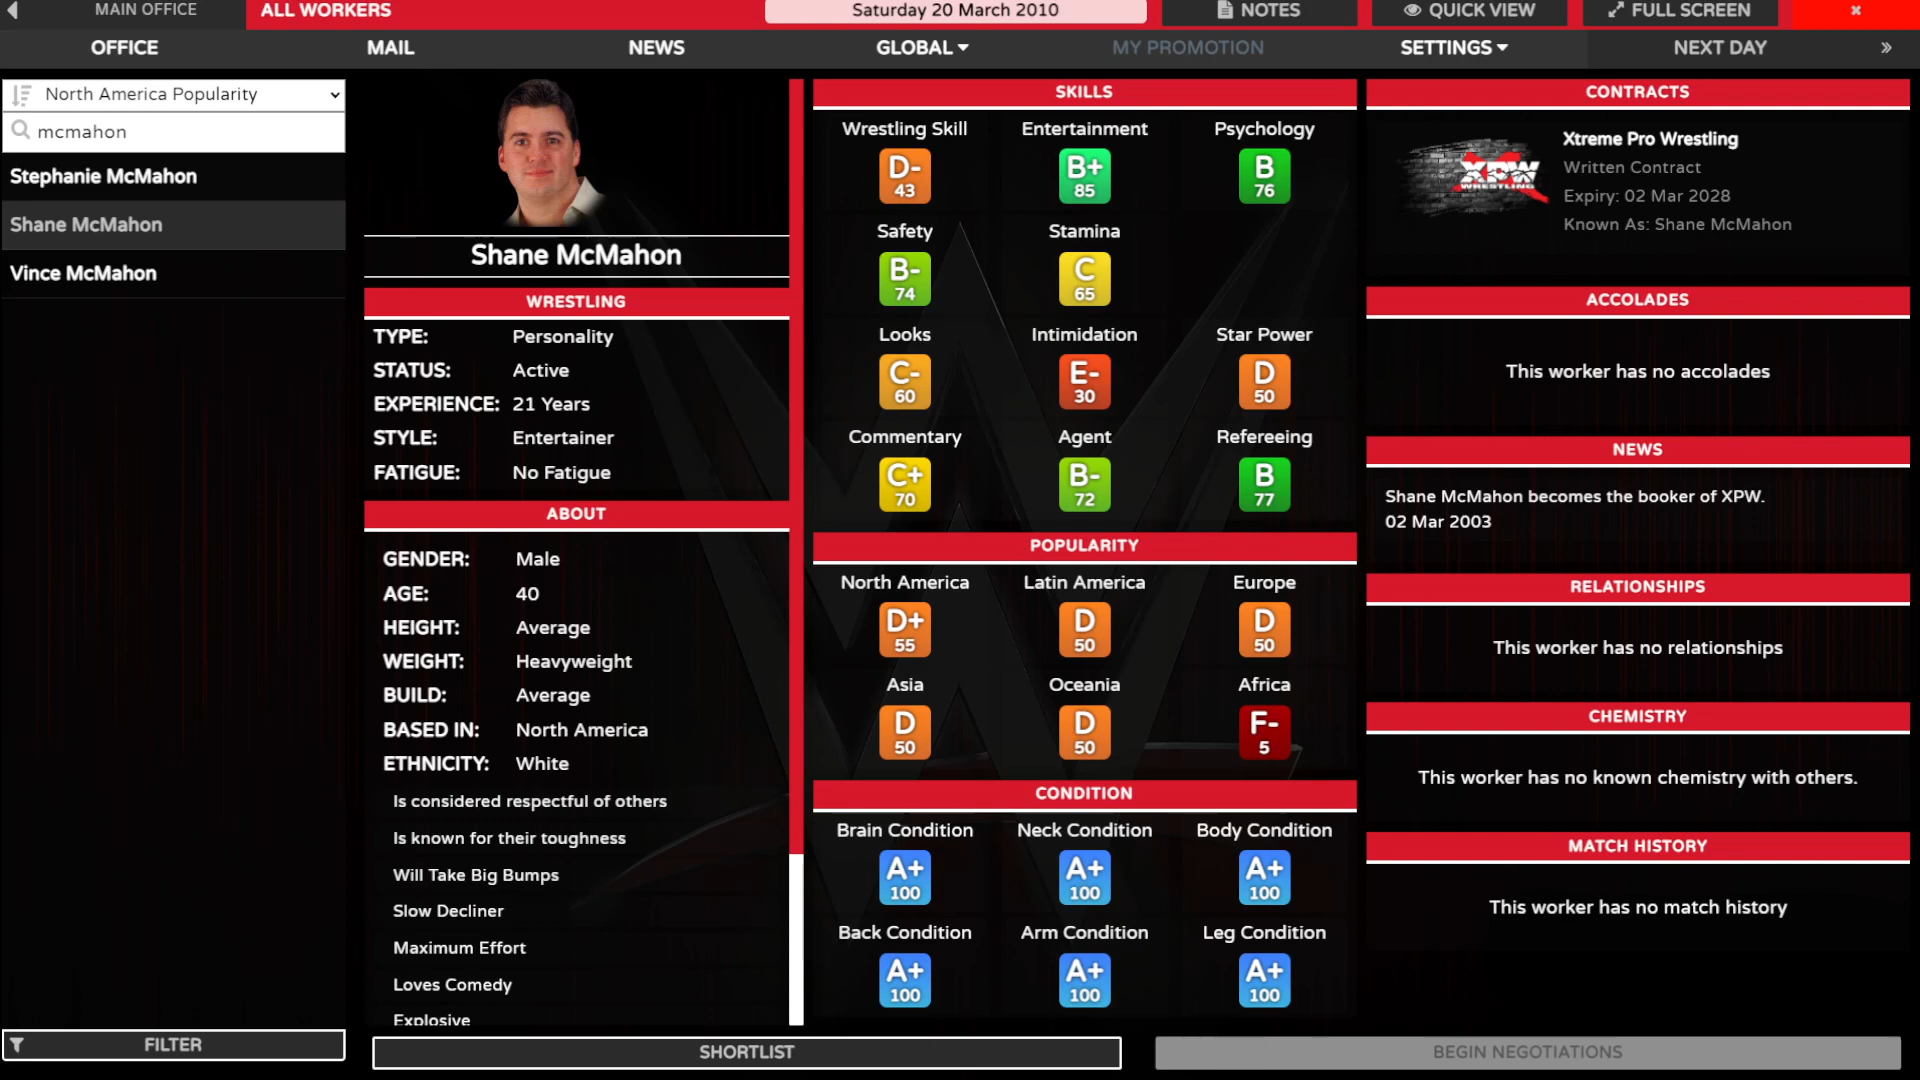 MAIN OFFICE
ALL WORKERS
Saturday 20 March 2010
NOTES
QUICK VIEW
FULL SCREEN
OFFICE
MAIL
NEWS
GLOBAL
MY PROMOTION
SETTINGS
NEXT DAY
North America Popularity
mcmahon
Stephanie McMahon
Shane McMahon
Vince McMahon
FILTER
Shane McMahon
WRESTLING
TYPE: Personality
STATUS: Active
EXPERIENCE: 21 Years
STYLE: Entertainer
FATIGUE: No Fatigue
ABOUT
GENDER: Male
AGE: 40
HEIGHT: Average
WEIGHT: Heavyweight
BUILD: Average
BASED IN: North America
ETHNICITY: White
Is considered respectful of others
Is known for their toughness
Will Take Big Bumps
Slow Decliner
Maximum Effort
Loves Comedy
Explosive
SHORTLIST
SKILLS
Wrestling Skill Entertainment Psychology
D- B+ B
43 85 76
Safety Stamina
B- C
74 65
Looks Intimidation Star Power
C- E- D
60 30 50
Commentary Agent Refereeing
C+ B- B
70 72 77
POPULARITY
North America Latin America Europe
D+ D D
55 50 50
Asia Oceania Africa
D D F-
50 50 5
CONDITION
Brain Condition Neck Condition Body Condition
A+ A+ A+
100 100 100
Back Condition Arm Condition Leg Condition
A+ A+ A+
100 100 100
CONTRACTS
XPW
WRESTLING
Xtreme Pro Wrestling
Written Contract
Expiry: 02 Mar 2028
Known As: Shane McMahon
ACCOLADES
This worker has no accolades
NEWS
Shane McMahon becomes the booker of XPW.
02 Mar 2003
RELATIONSHIPS
This worker has no relationships
CHEMISTRY
This worker has no known chemistry with others.
MATCH HISTORY
This worker has no match history
BEGIN NEGOTIATIONS